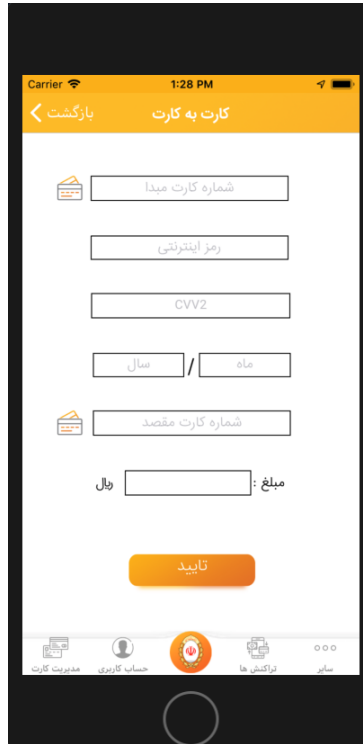 Carrier 1:28 PM
کارت به کارت بازگشت
شماره کارت مبدا
رمز اینترنتی
CVV2
ماه / سال
شماره کارت مقصد
مبلغ : ریال
تایید
سایر تراکنش ها حساب کاربری مدیریت کارت